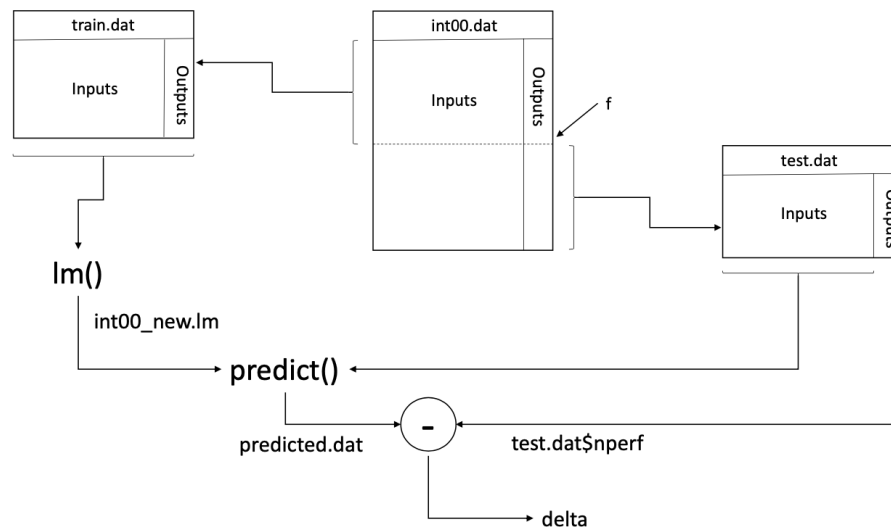 train.dat
Inputs
Outputs
int00.dat
Inputs
Outputs
f
test.dat
Inputs
Outputs
lm()
int00_new.lm
predict()
predicted.dat
-
test.dat$nperf
delta